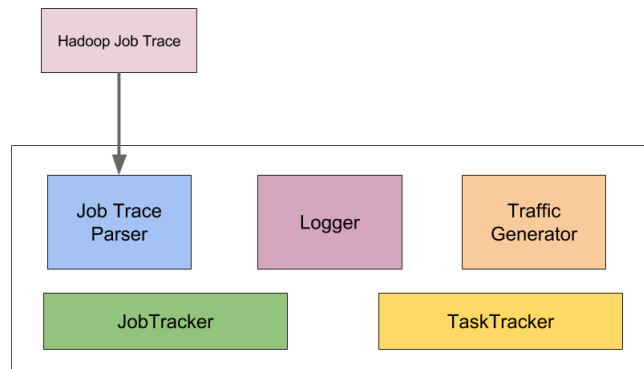 Hadoop Job Trace
Job Trace
Parser
Logger
Traffic
Generator
JobTracker
TaskTracker